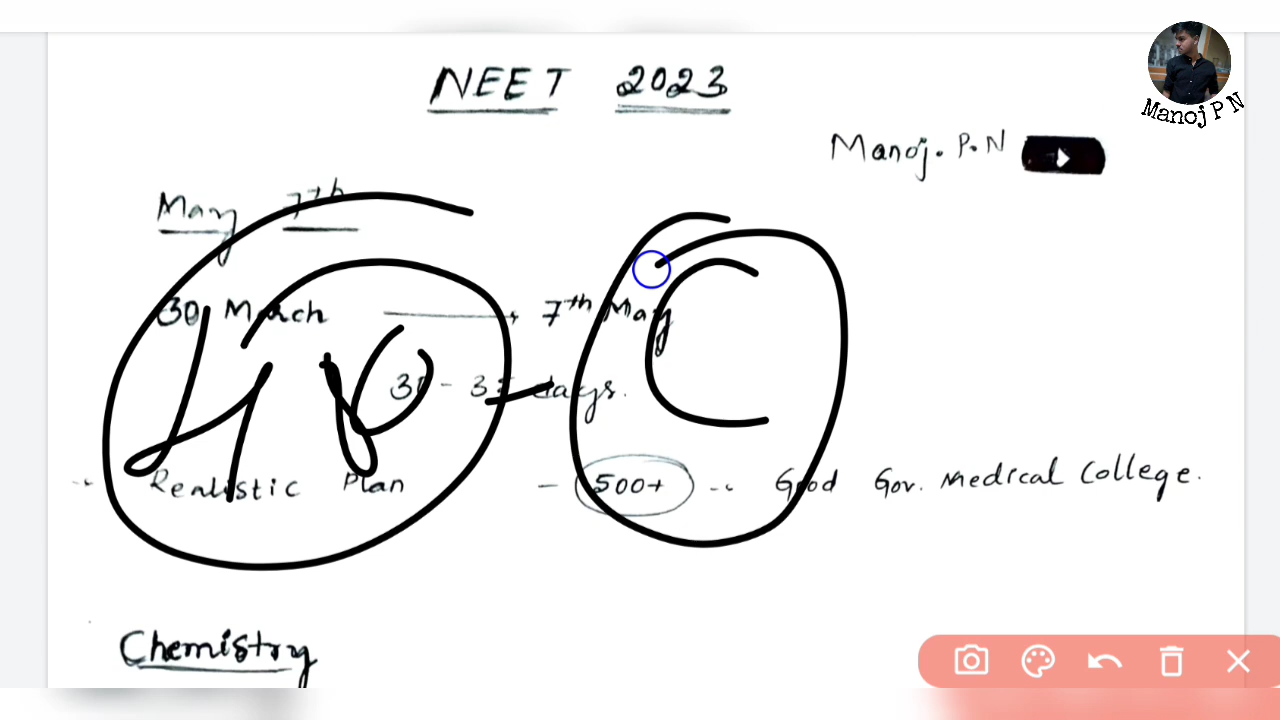 NEET 2023
Manoj P N
Manoj. P.N
May 7th
30 March → 7th May
30 - 35 days.
Realistic Plan - 500+ Good Gov. Medical College.
C
Chemistry